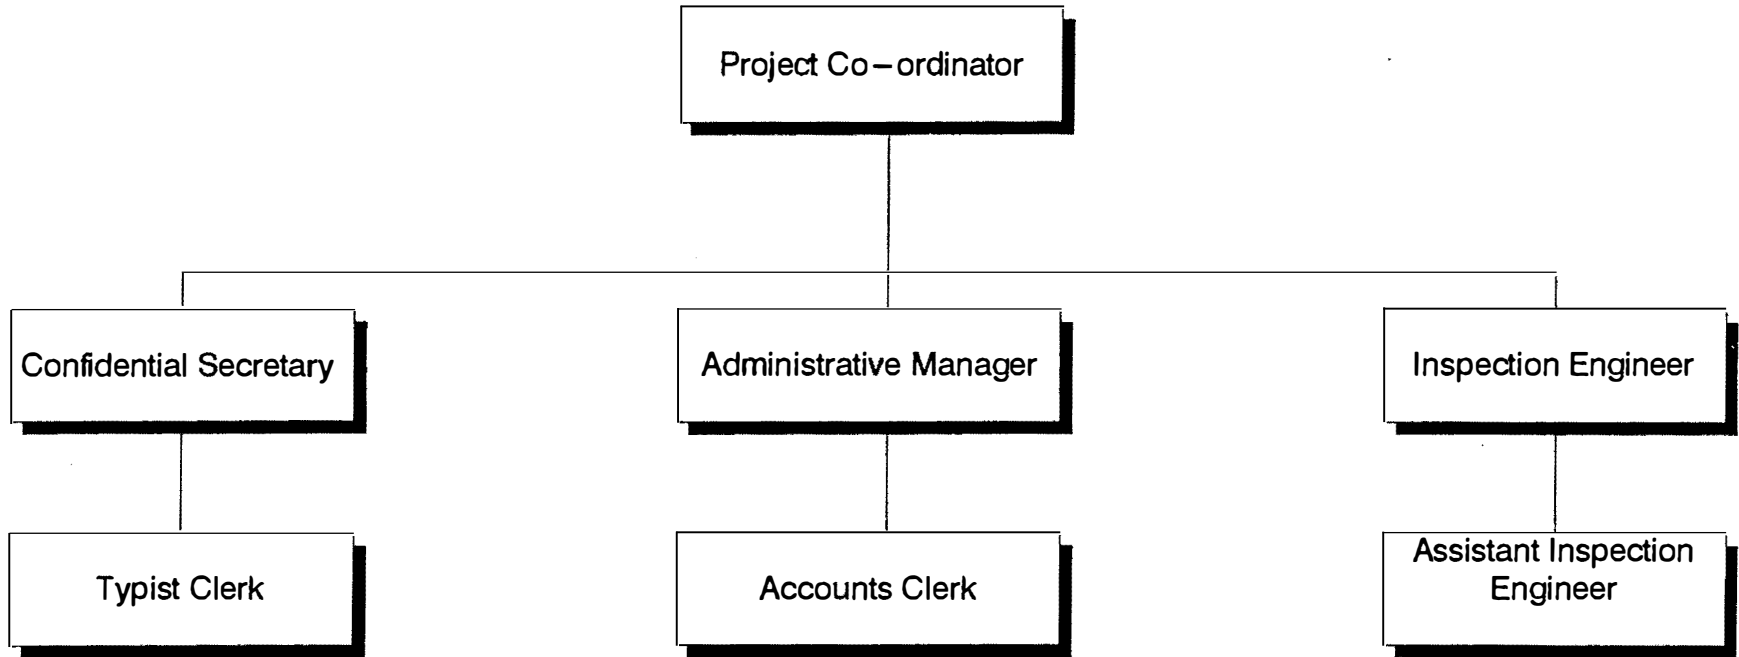 Project Co–ordinator
Confidential Secretary
Administrative Manager
Inspection Engineer
Typist Clerk
Accounts Clerk
Assistant Inspection
Engineer